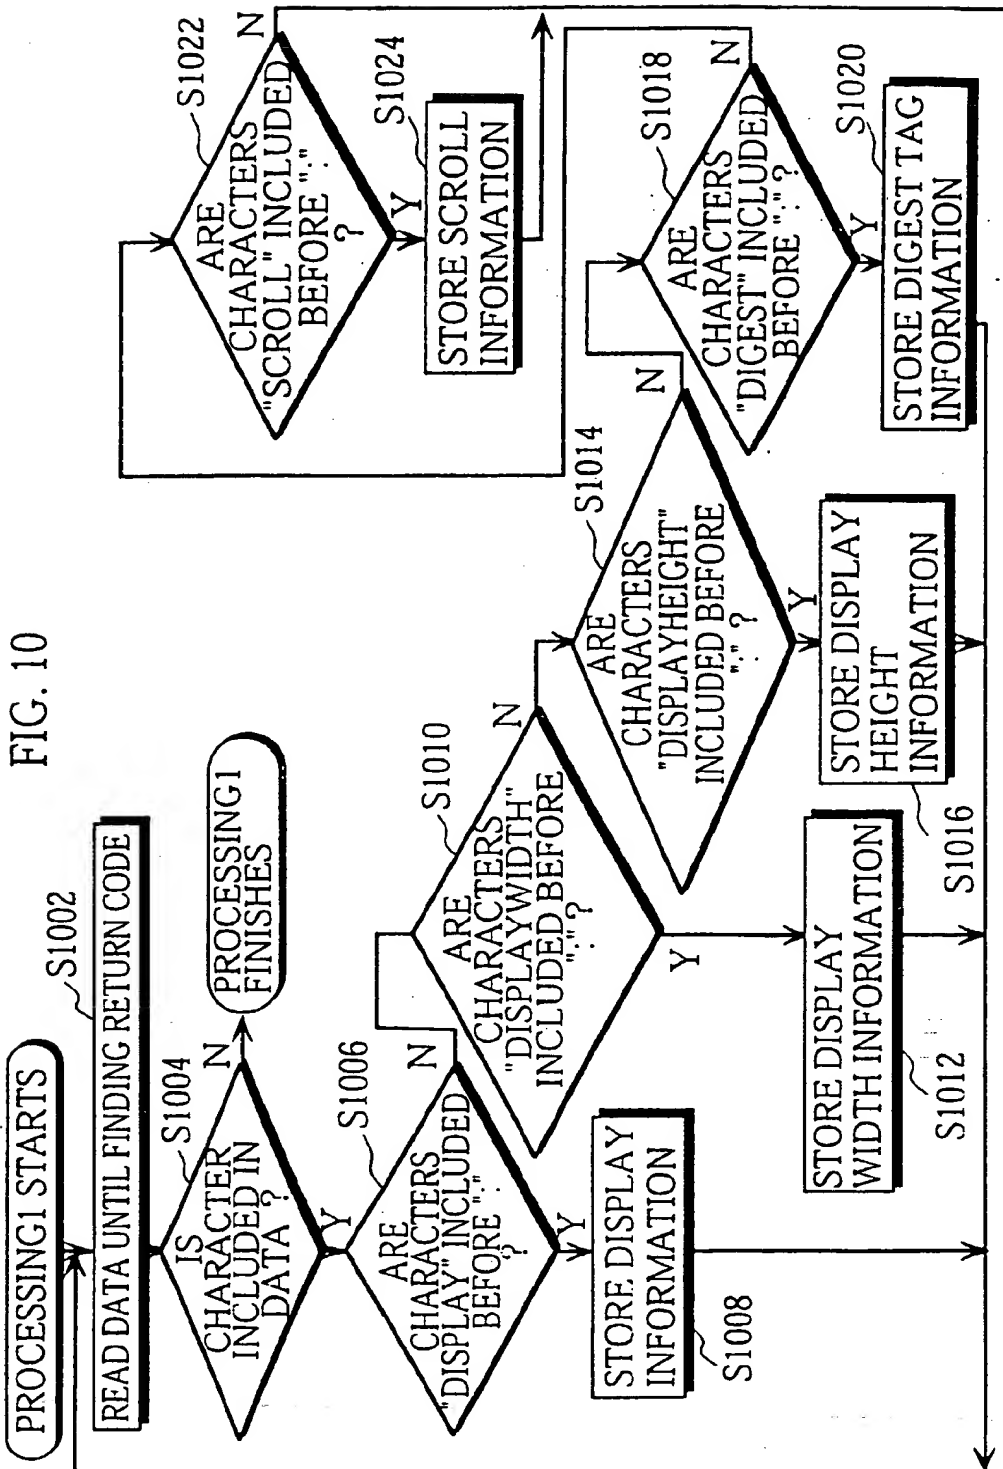 FIG. 10
PROCESSING1 STARTS
S1002
READ DATA UNTIL FINDING RETURN CODE
S1004
IS
CHARACTER
INCLUDED IN
DATA ?
N
PROCESSING1
FINISHES
Y
S1006
ARE
CHARACTERS
"DISPLAY" INCLUDED
BEFORE ":"
?
N
Y
STORE DISPLAY
INFORMATION
S1008
S1010
ARE
CHARACTERS
"DISPLAYWIDTH"
INCLUDED BEFORE
":" ?
N
Y
STORE DISPLAY
WIDTH INFORMATION
S1012
S1014
ARE
CHARACTERS
"DISPLAYHEIGHT"
INCLUDED BEFORE
":" ?
N
Y
STORE DISPLAY
HEIGHT
INFORMATION
S1016
S1018
ARE
CHARACTERS
"DIGEST" INCLUDED
BEFORE ":" ?
N
Y
S1020
STORE DIGEST TAG
INFORMATION
S1022
ARE
CHARACTERS
"SCROLL" INCLUDED
BEFORE ":"
?
N
Y
S1024
STORE SCROLL
INFORMATION